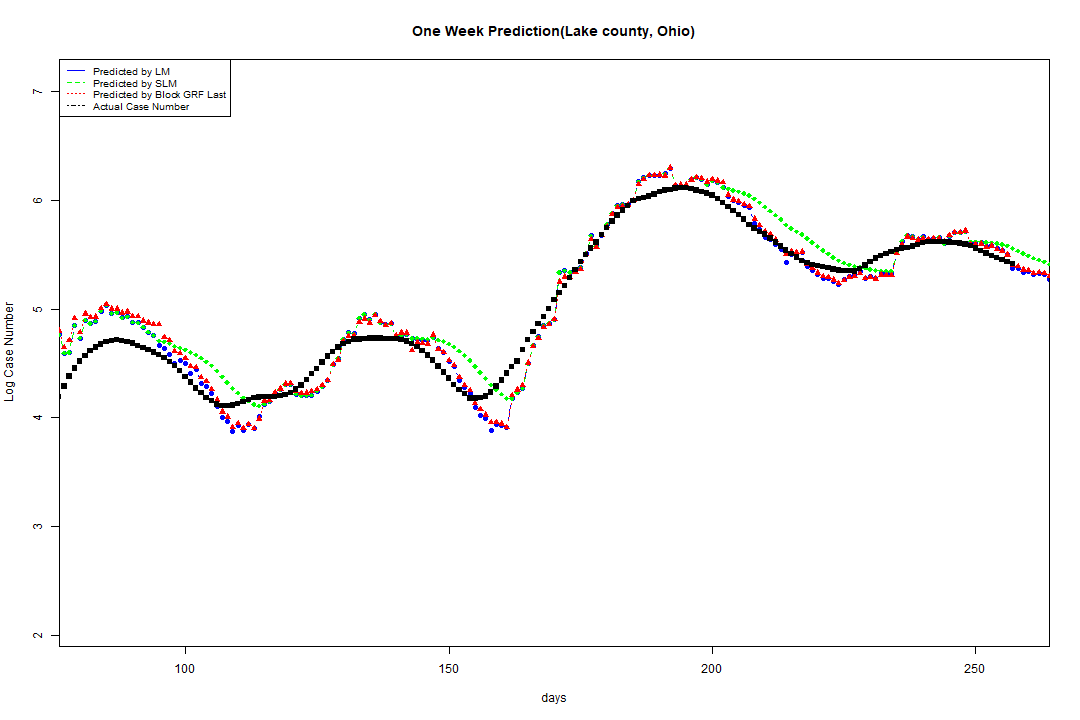 One Week Prediction(Lake county, Ohio)
Predicted by LM
Predicted by SLM
Predicted by Block GRF Last
Actual Case Number
7
6
5
4
3
2
Log Case Number
100 150 200 250
days